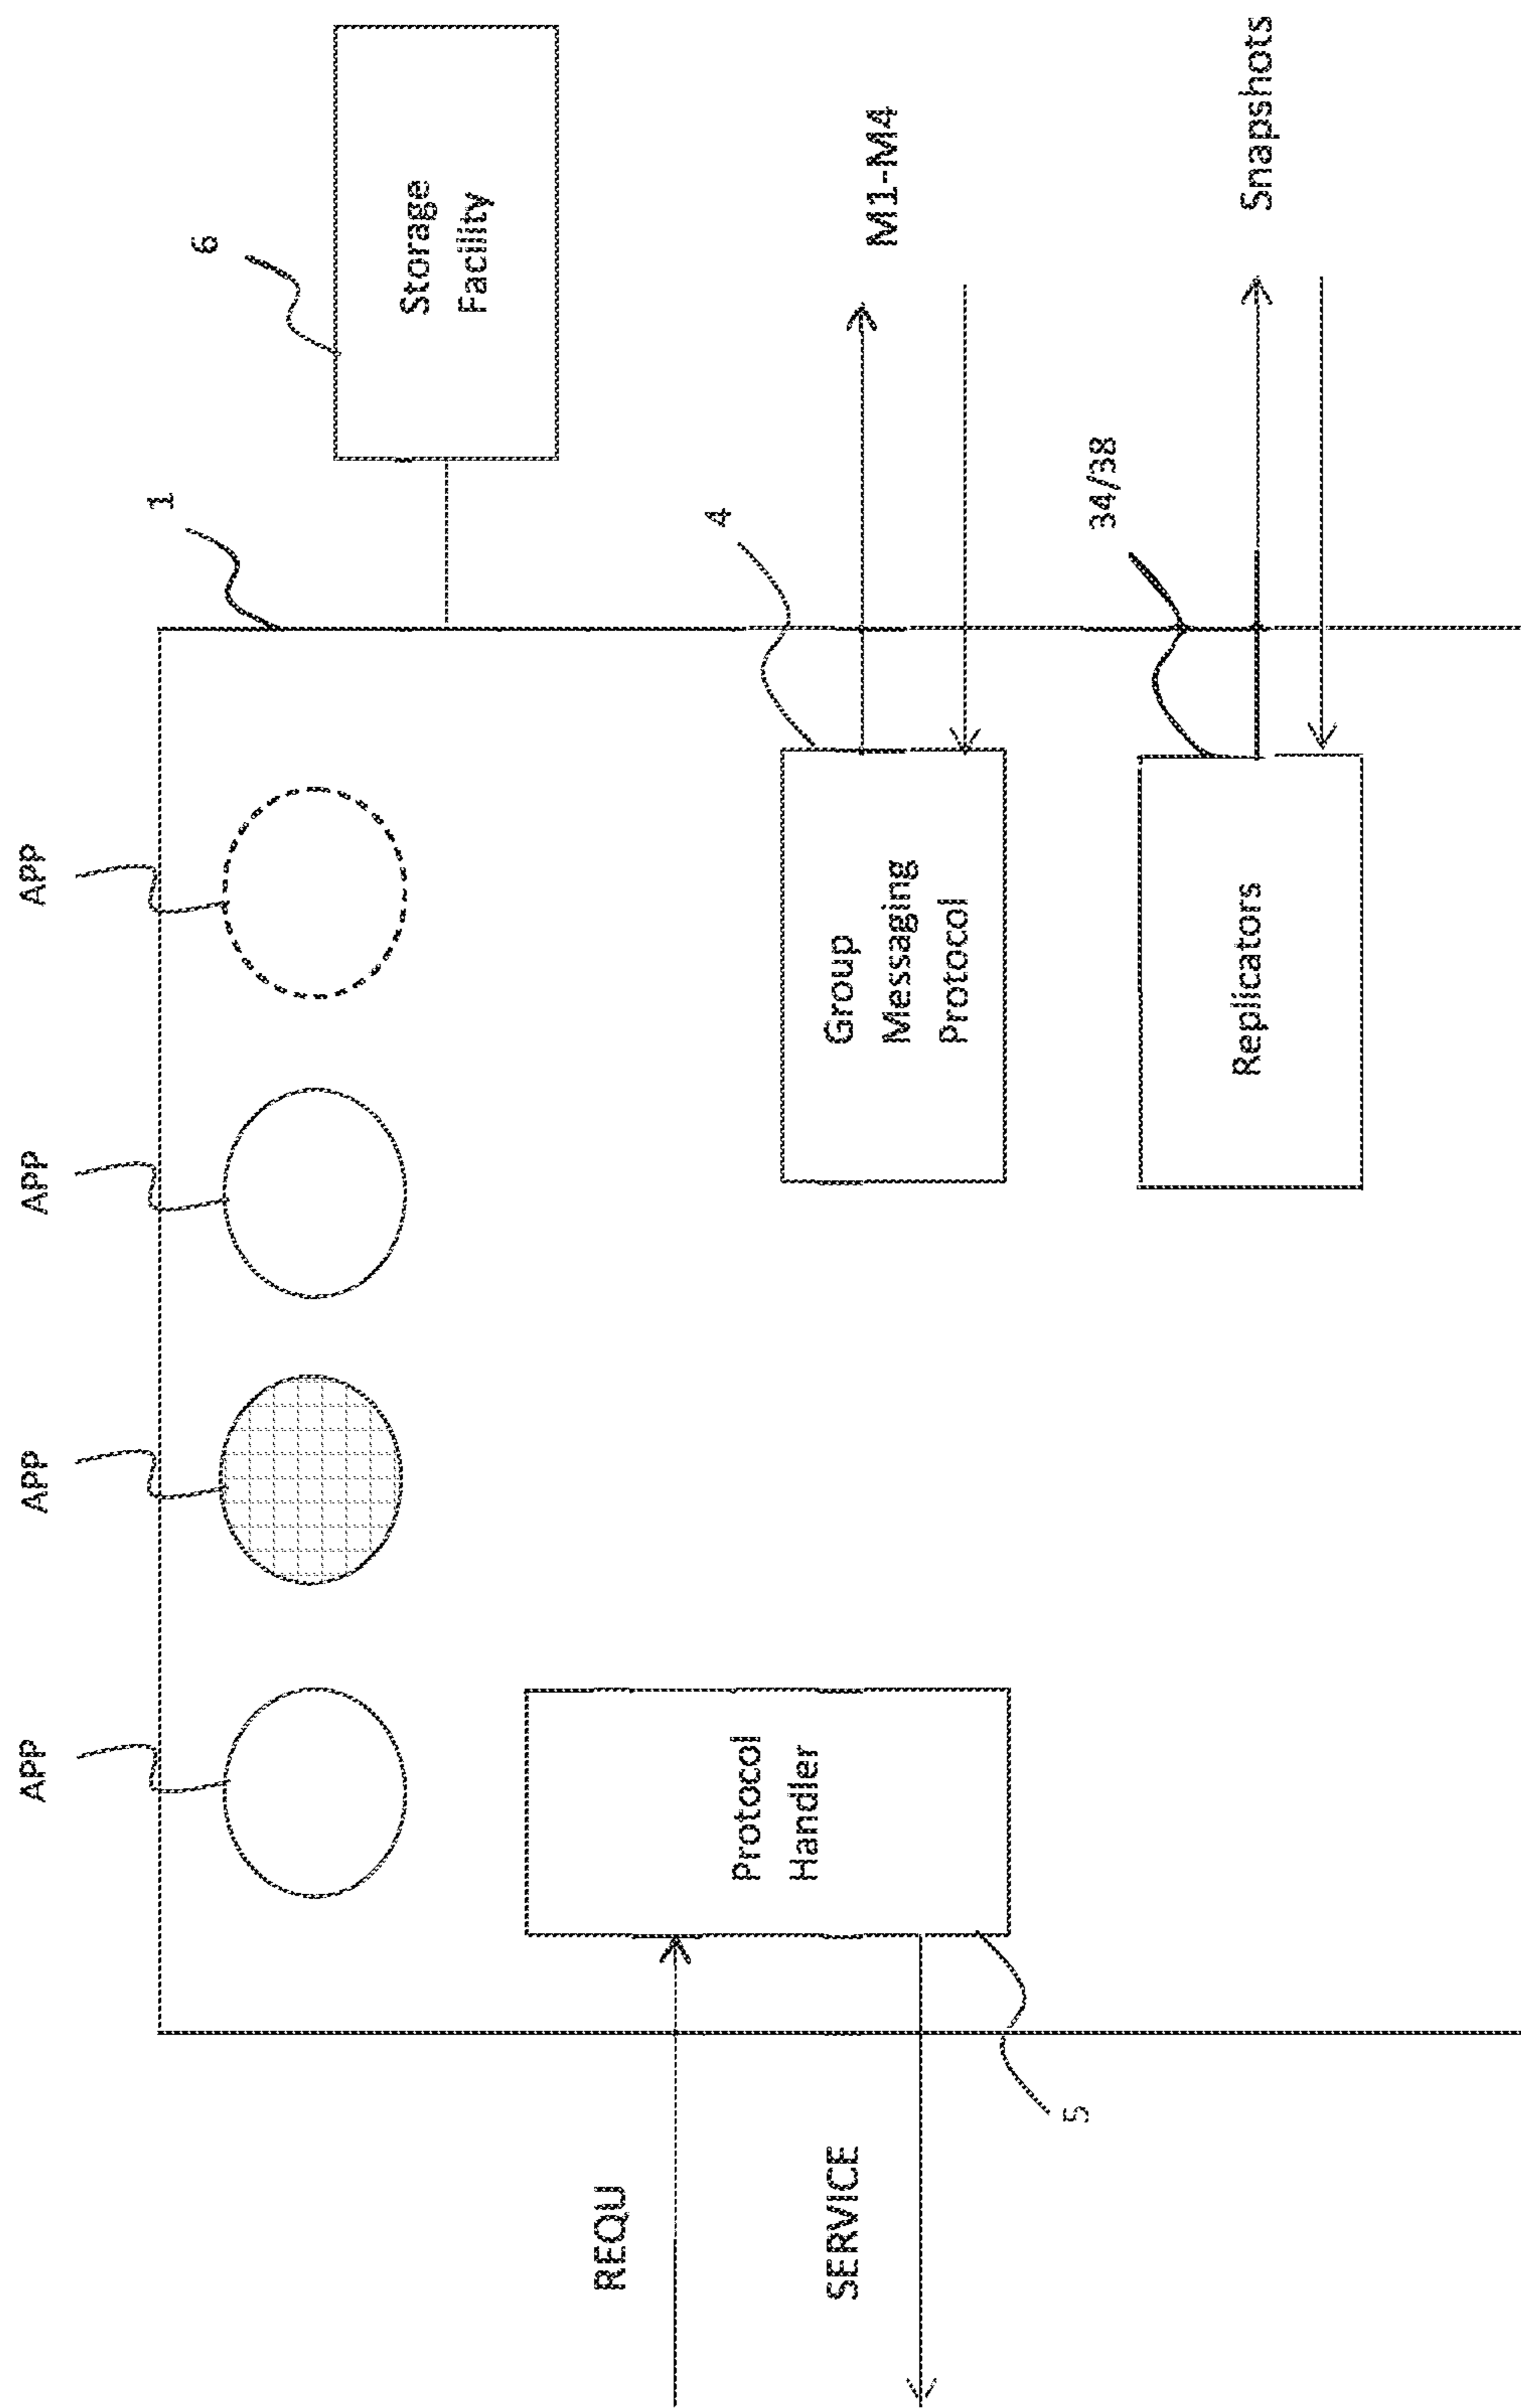 APP
APP
APP
APP
1
6
Storage
Facility
REQU
SERVICE
Protocol
Handler
5
4
Group
Messaging
Protocol
M1-M4
34/38
Replicators
Snapshots